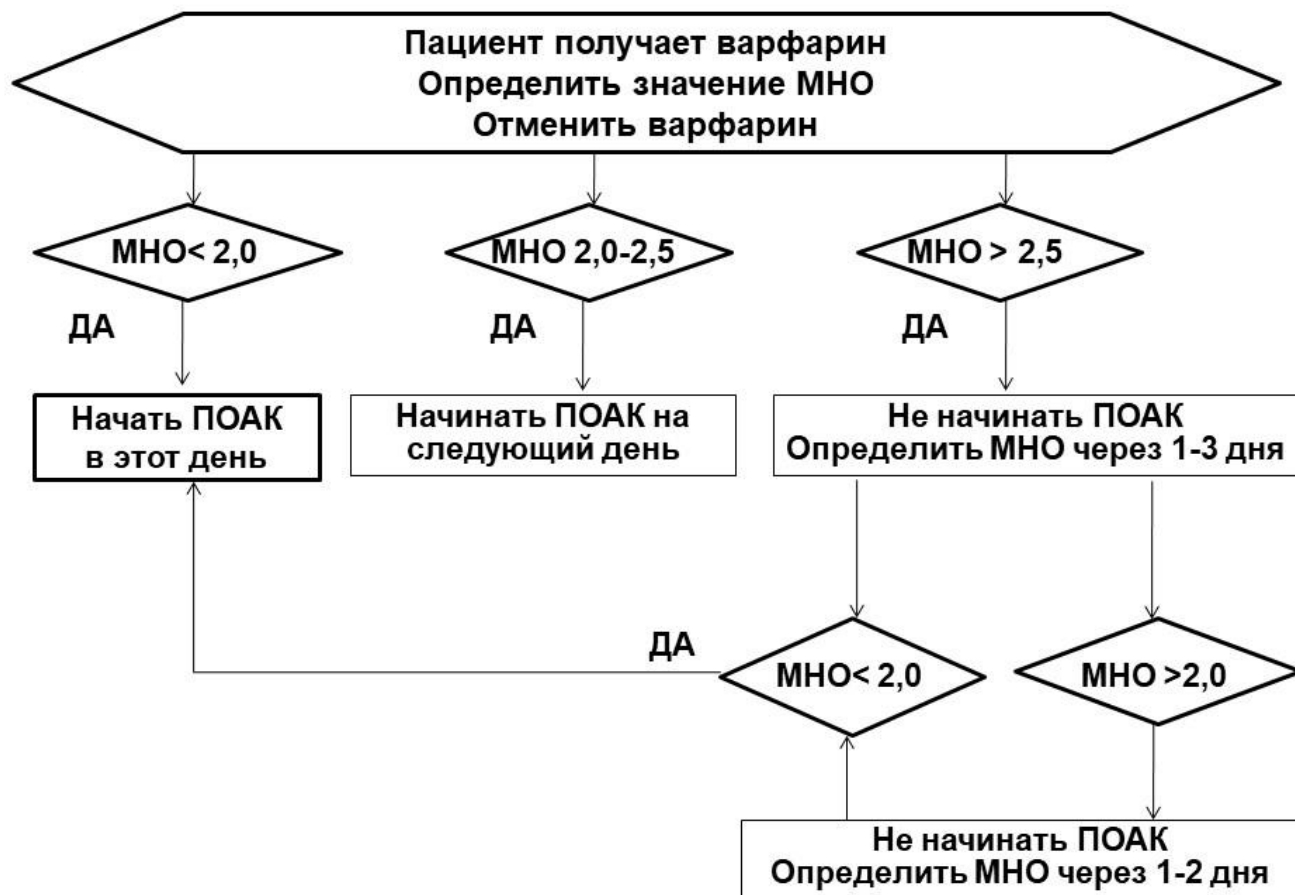 Пациент получает варфарин
Определить значение МНО
Отменить варфарин
МНО< 2,0
МНО 2,0-2,5
МНО > 2,5
ДА
ДА
ДА
Начать ПОАК
в этот день
Начинать ПОАК на
следующий день
Не начинать ПОАК
Определить МНО через 1-3 дня
ДА
МНО< 2,0
МНО >2,0
Не начинать ПОАК
Определить МНО через 1-2 дня